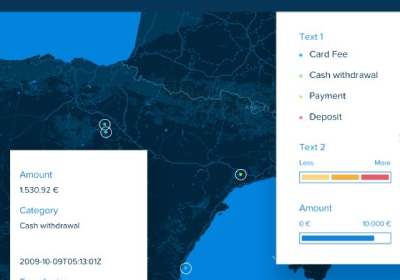 Text 1
Card Fee
Cash withdrawal
Payment
Deposit
Text 2
Less More
Amount
0 € 10.000 €
Amount
1.530,92 €
Category
Cash withdrawal
2009-10-09T05:13:01Z